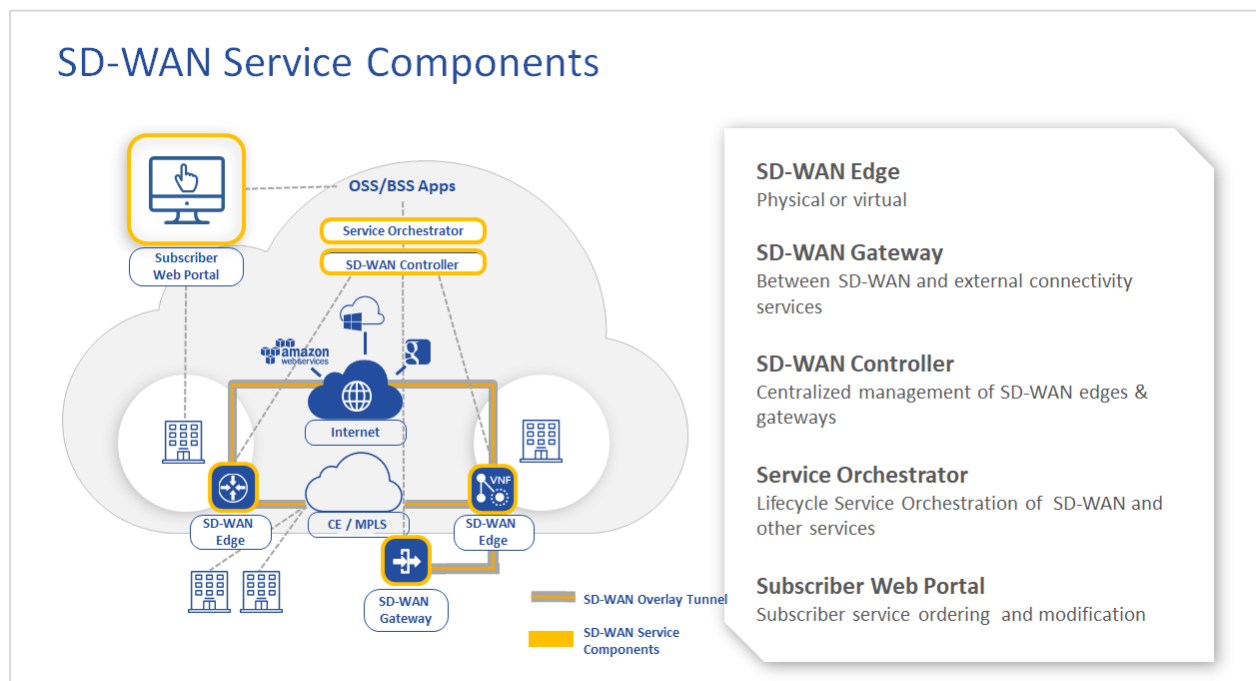 SD-WAN Service Components
OSS/BSS Apps
Service Orchestrator
SD-WAN Controller
Subscriber
Web Portal
amazon
webservices
g
Internet
VNF
SD-WAN
Edge
CE / MPLS
SD-WAN
Edge
SD-WAN
Gateway
SD-WAN Overlay Tunnel
SD-WAN Service
Components
SD-WAN Edge
Physical or virtual
SD-WAN Gateway
Between SD-WAN and external connectivity
services
SD-WAN Controller
Centralized management of SD-WAN edges &
gateways
Service Orchestrator
Lifecycle Service Orchestration of SD-WAN and
other services
Subscriber Web Portal
Subscriber service ordering and modification